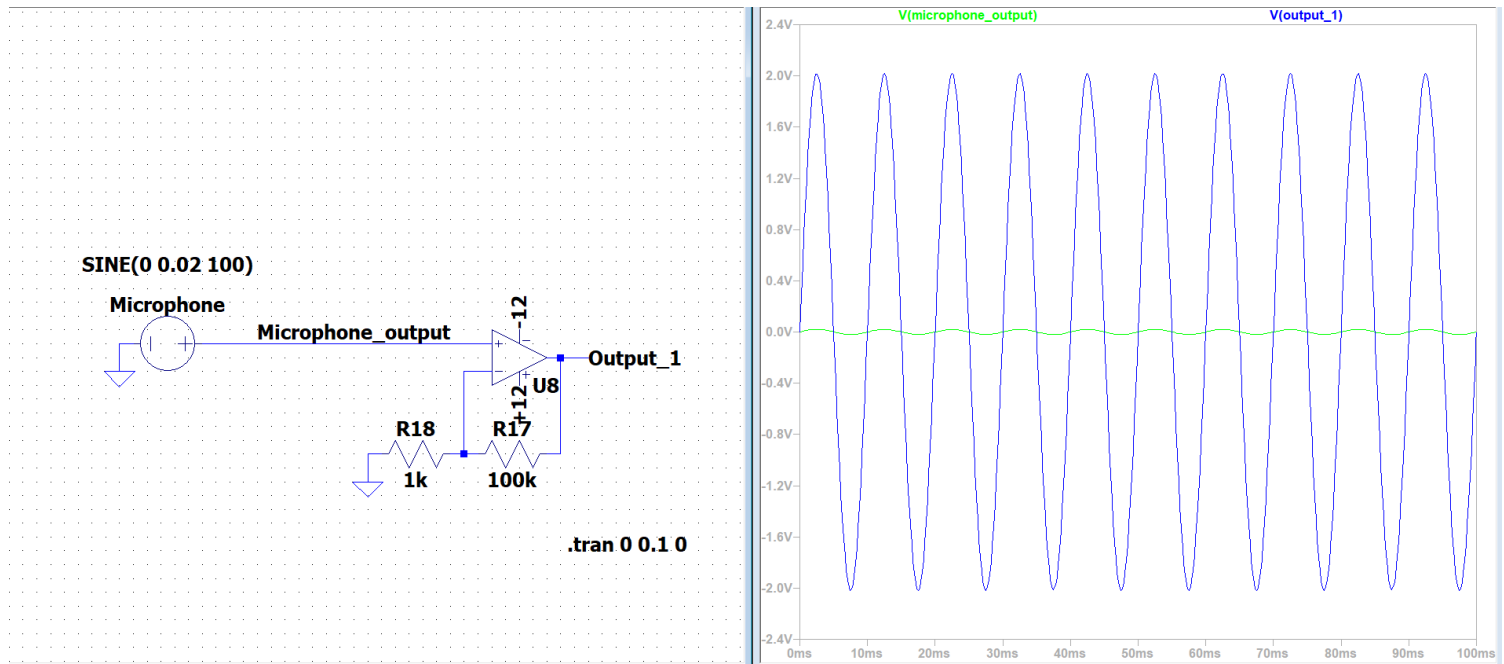 SINE(0 0.02 100)
Microphone
Microphone_output
-12
+
−
−
+
Output_1
U8
+12
R18
R17
1k
100k
.tran 0 0.1 0
V(microphone_output)
V(output_1)
2.4V
2.0V
1.6V
1.2V
0.8V
0.4V
0.0V
-0.4V
-0.8V
-1.2V
-1.6V
-2.0V
-2.4V
0ms 10ms 20ms 30ms 40ms 50ms 60ms 70ms 80ms 90ms 100ms